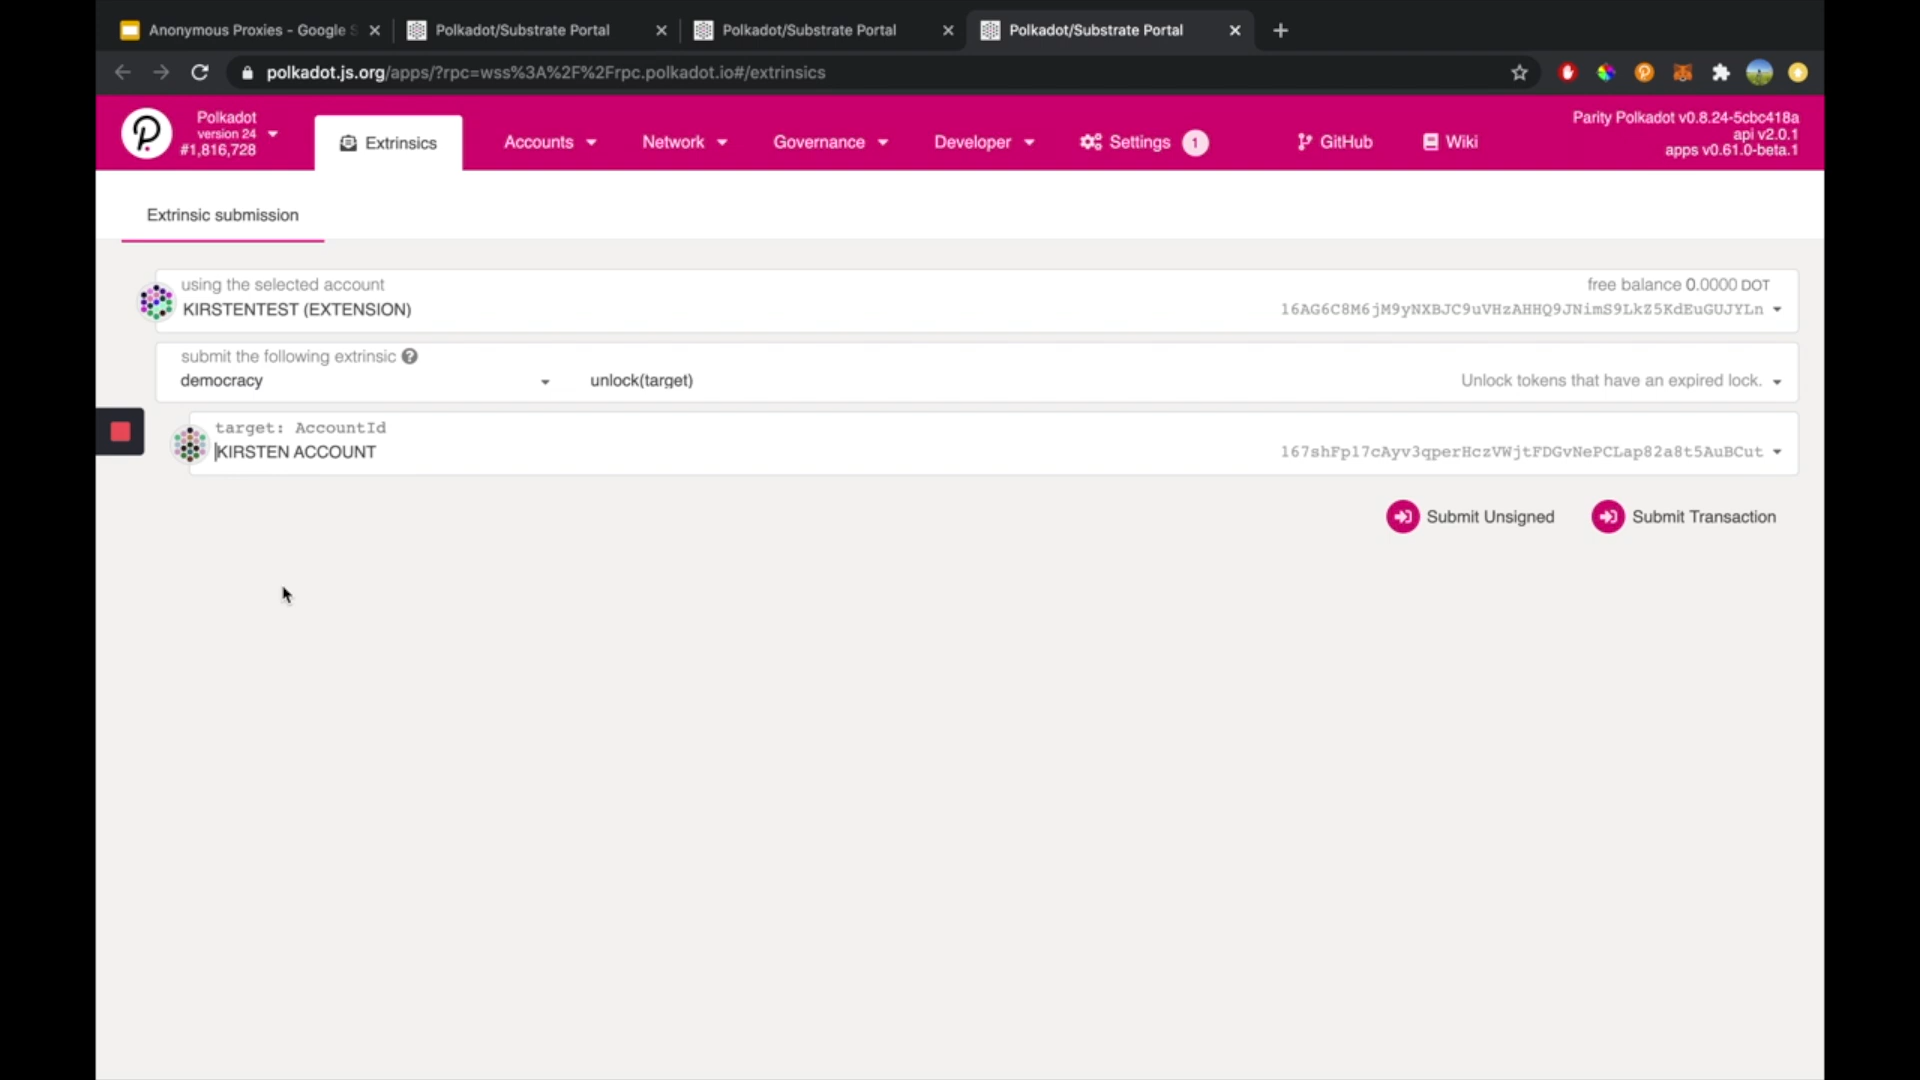 Anonymous Proxies - Google S
Polkadot/Substrate Portal
Polkadot/Substrate Portal
Polkadot/Substrate Portal
polkadot.js.org/apps/?rpc=wss%3A%2F%2Frpc.polkadot.io#/extrinsics
Polkadot
version 24
#1,816,728
Extrinsics
Accounts
Network
Governance
Developer
Settings
1
GitHub
Wiki
Parity Polkadot v0.8.24-5cbc418a
api v2.0.1
apps v0.61.0-beta.1
Extrinsic submission
using the selected account
KIRSTENTEST (EXTENSION)
free balance 0.0000 DOT
16AG6C8M6jM9yNXBJC9uVHzAHHQ9JNimS9LkZ5KdEuGUJYLn
submit the following extrinsic ?
democracy
unlock(target)
Unlock tokens that have an expired lock.
target: AccountId
KIRSTEN ACCOUNT
167shFp17cAyv3qperHczVWjtFDGvNePCLap82a8t5AuBCut
Submit Unsigned
Submit Transaction